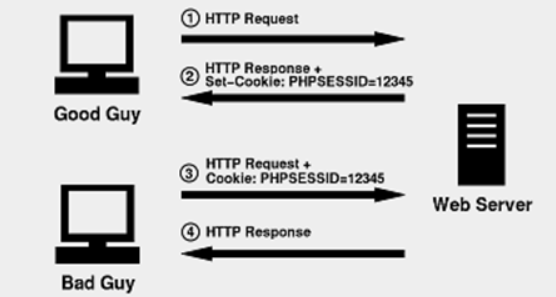 ① HTTP Request
② HTTP Response +
Set-Cookie: PHPSESSID=12345
Good Guy
③ HTTP Request +
Cookie: PHPSESSID=12345
Web Server
④ HTTP Response
Bad Guy